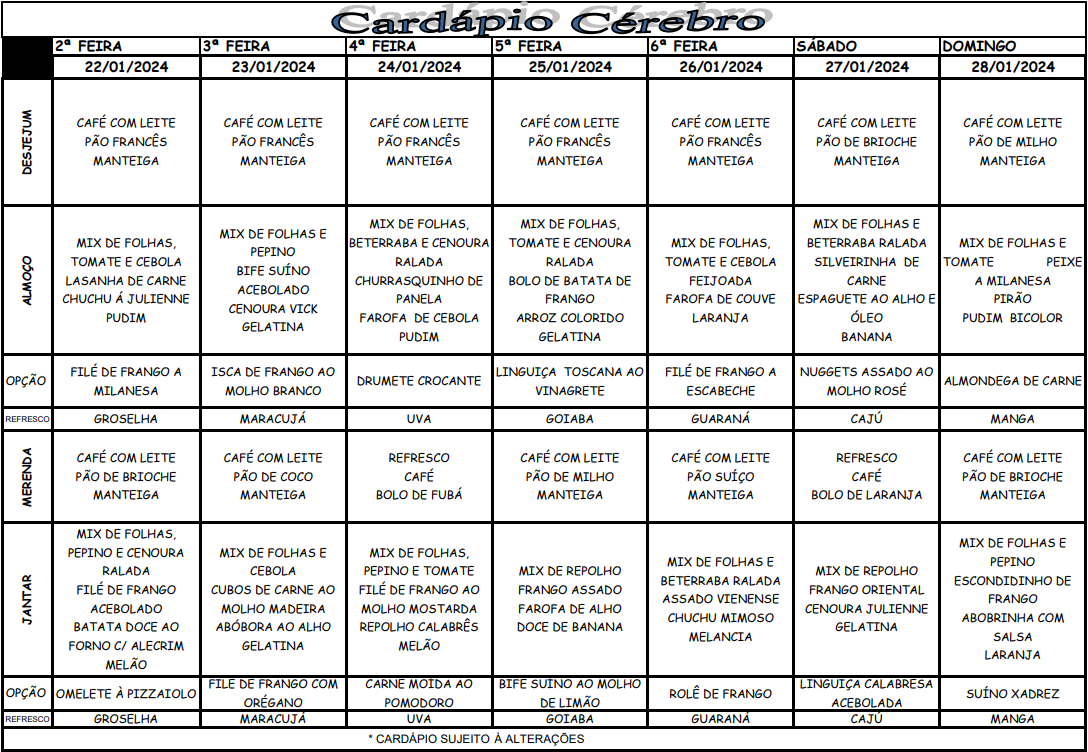 Cardápio Cérebro
2ª FEIRA 3ª FEIRA 4ª FEIRA 5ª FEIRA 6ª FEIRA SÁBADO DOMINGO
22/01/2024 23/01/2024 24/01/2024 25/01/2024 26/01/2024 27/01/2024 28/01/2024
DESJEJUM
CAFÉ COM LEITE
PÃO FRANCÊS
MANTEIGA
CAFÉ COM LEITE
PÃO FRANCÊS
MANTEIGA
CAFÉ COM LEITE
PÃO FRANCÊS
MANTEIGA
CAFÉ COM LEITE
PÃO FRANCÊS
MANTEIGA
CAFÉ COM LEITE
PÃO FRANCÊS
MANTEIGA
CAFÉ COM LEITE
PÃO DE BRIOCHE
MANTEIGA
CAFÉ COM LEITE
PÃO DE MILHO
MANTEIGA
ALMOÇO
MIX DE FOLHAS,
TOMATE E CEBOLA
LASANHA DE CARNE
CHUCHU Á JULIENNE
PUDIM
MIX DE FOLHAS E
PEPINO
BIFE SUÍNO
ACEBOLADO
CENOURA VICK
GELATINA
MIX DE FOLHAS,
BETERRABA E CENOURA
RALADA
CHURRASQUINHO DE
PANELA
FAROFA DE CEBOLA
PUDIM
MIX DE FOLHAS,
TOMATE E CENOURA
RALADA
BOLO DE BATATA DE
FRANGO
ARROZ COLORIDO
GELATINA
MIX DE FOLHAS,
TOMATE E CEBOLA
FEIJOADA
FAROFA DE COUVE
LARANJA
MIX DE FOLHAS E
BETERRABA RALADA
SILVEIRINHA DE
CARNE
ESPAGUETE AO ALHO E
ÓLEO
BANANA
MIX DE FOLHAS E
TOMATE PEIXE
A MILANESA
PIRÃO
PUDIM BICOLOR
OPÇÃO
FILÉ DE FRANGO A
MILANESA
ISCA DE FRANGO AO
MOLHO BRANCO
DRUMETE CROCANTE
LINGUIÇA TOSCANA AO
VINAGRETE
FILÉ DE FRANGO A
ESCABECHE
NUGGETS ASSADO AO
MOLHO ROSÉ
ALMONDEGA DE CARNE
REFRESCO GROSELHA MARACUJÁ UVA GOIABA GUARANÁ CAJÚ MANGA
MERENDA
CAFÉ COM LEITE
PÃO DE BRIOCHE
MANTEIGA
CAFÉ COM LEITE
PÃO DE COCO
MANTEIGA
REFRESCO
CAFÉ
BOLO DE FUBÁ
CAFÉ COM LEITE
PÃO DE MILHO
MANTEIGA
CAFÉ COM LEITE
PÃO SUÍÇO
MANTEIGA
REFRESCO
CAFÉ
BOLO DE LARANJA
CAFÉ COM LEITE
PÃO DE BRIOCHE
MANTEIGA
JANTAR
MIX DE FOLHAS,
PEPINO E CENOURA
RALADA
FILÉ DE FRANGO
ACEBOLADO
BATATA DOCE AO
FORNO C/ ALECRIM
MELÃO
MIX DE FOLHAS E
CEBOLA
CUBOS DE CARNE AO
MOLHO MADEIRA
ABÓBORA AO ALHO
GELATINA
MIX DE FOLHAS,
PEPINO E TOMATE
FILÉ DE FRANGO AO
MOLHO MOSTARDA
REPOLHO CALABRÊS
MELÃO
MIX DE REPOLHO
FRANGO ASSADO
FAROFA DE ALHO
DOCE DE BANANA
MIX DE FOLHAS E
BETERRABA RALADA
ASSADO VIENENSE
CHUCHU MIMOSO
MELANCIA
MIX DE REPOLHO
FRANGO ORIENTAL
CENOURA JULIENNE
GELATINA
MIX DE FOLHAS E
PEPINO
ESCONDIDINHO DE
FRANGO
ABOBRINHA COM
SALSA
LARANJA
OPÇÃO
OMELETE À PIZZAIOLO
FILE DE FRANGO COM
ORÉGANO
CARNE MOÍDA AO
POMODORO
BIFE SUÍNO AO MOLHO
DE LIMÃO
ROLÊ DE FRANGO
LINGUIÇA CALABRESA
ACEBOLADA
SUÍNO XADREZ
REFRESCO GROSELHA MARACUJÁ UVA GOIABA GUARANÁ CAJÚ MANGA
* CARDÁPIO SUJEITO À ALTERAÇÕES